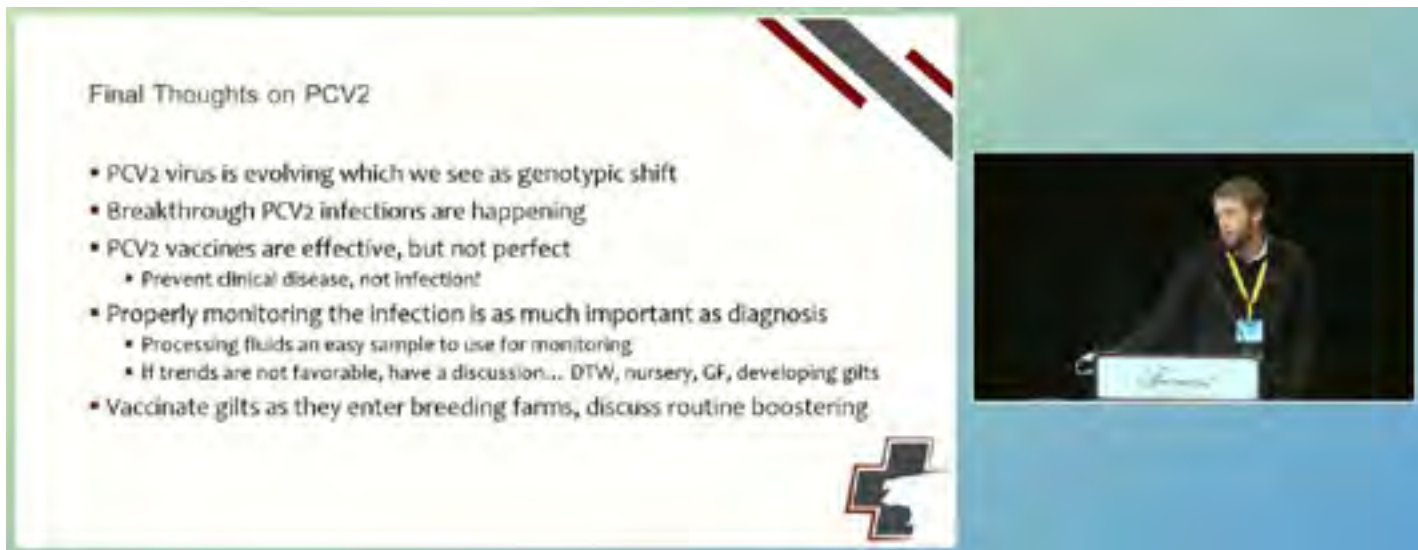 Final Thoughts on PCV2
▪ PCV2 virus is evolving which we see as genotypic shift
▪ Breakthrough PCV2 infections are happening
▪ PCV2 vaccines are effective, but not perfect
▪ Prevent clinical disease, not infection!
▪ Properly monitoring the infection is as much important as diagnosis
▪ Processing fluids an easy sample to use for monitoring
▪ If trends are not favorable, have a discussion... DTW, nursery, GF, developing gilts
▪ Vaccinate gilts as they enter breeding farms, discuss routine boostering